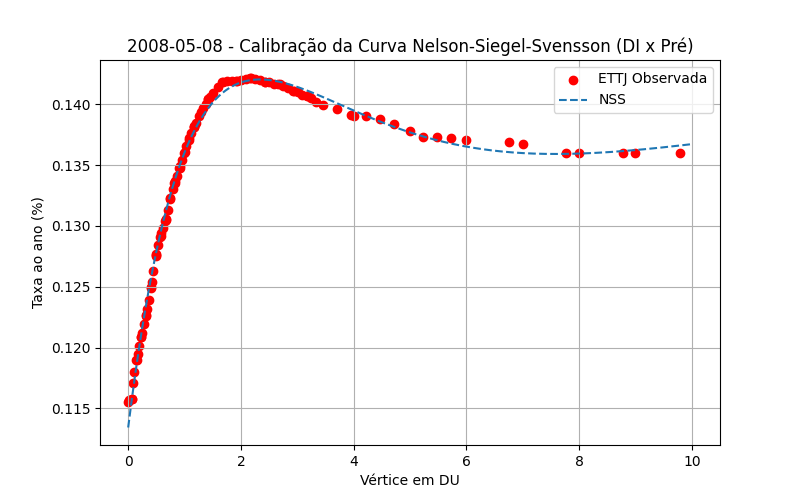 2008-05-08 - Calibração da Curva Nelson-Siegel-Svensson (DI x Pré)
ETTJ Observada
NSS
Taxa ao ano (%)
0.140
0.135
0.130
0.125
0.120
0.115
0 2 4 6 8 10
Vértice em DU